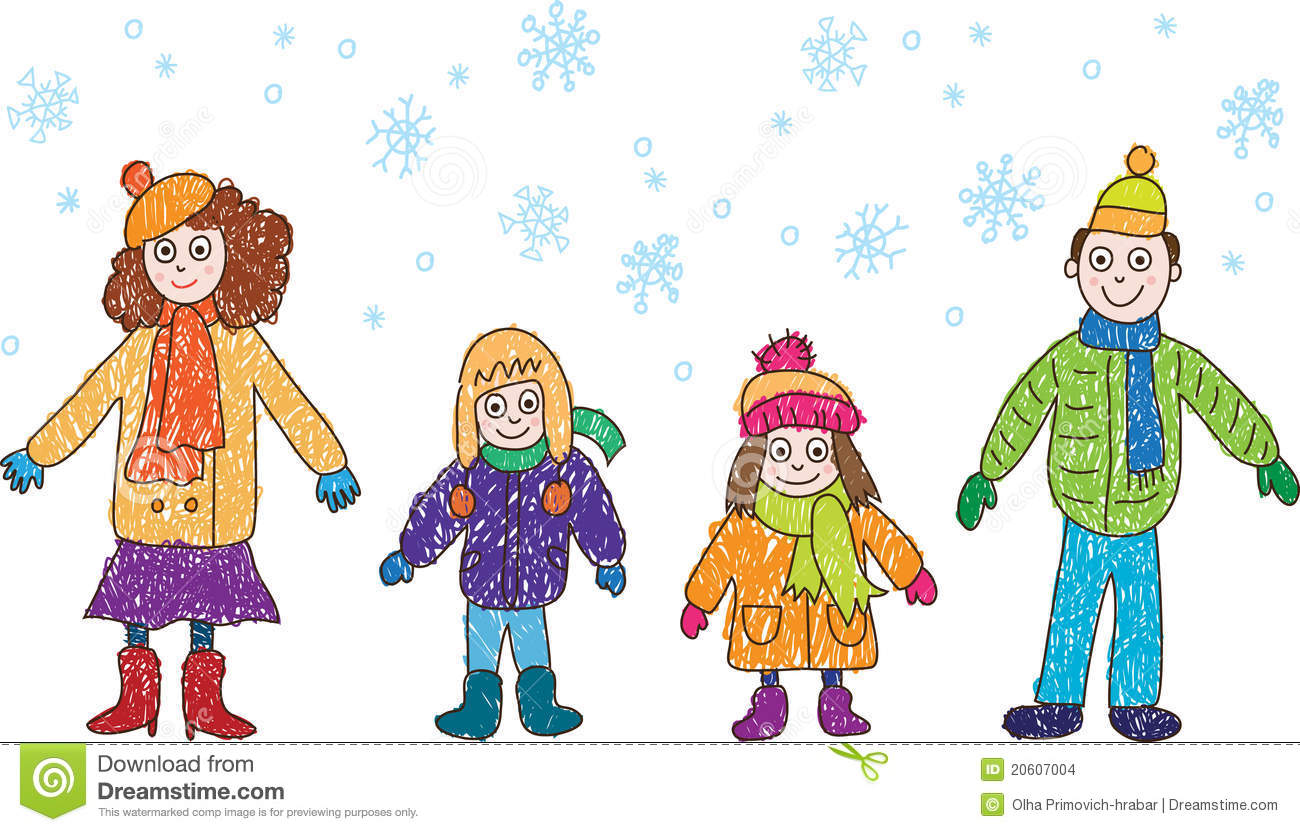 Download from
Dreamstime.com
This watermarked comp image is for previewing purposes only.
ID 20607004
© Olha Primovich-hrabar | Dreamstime.com